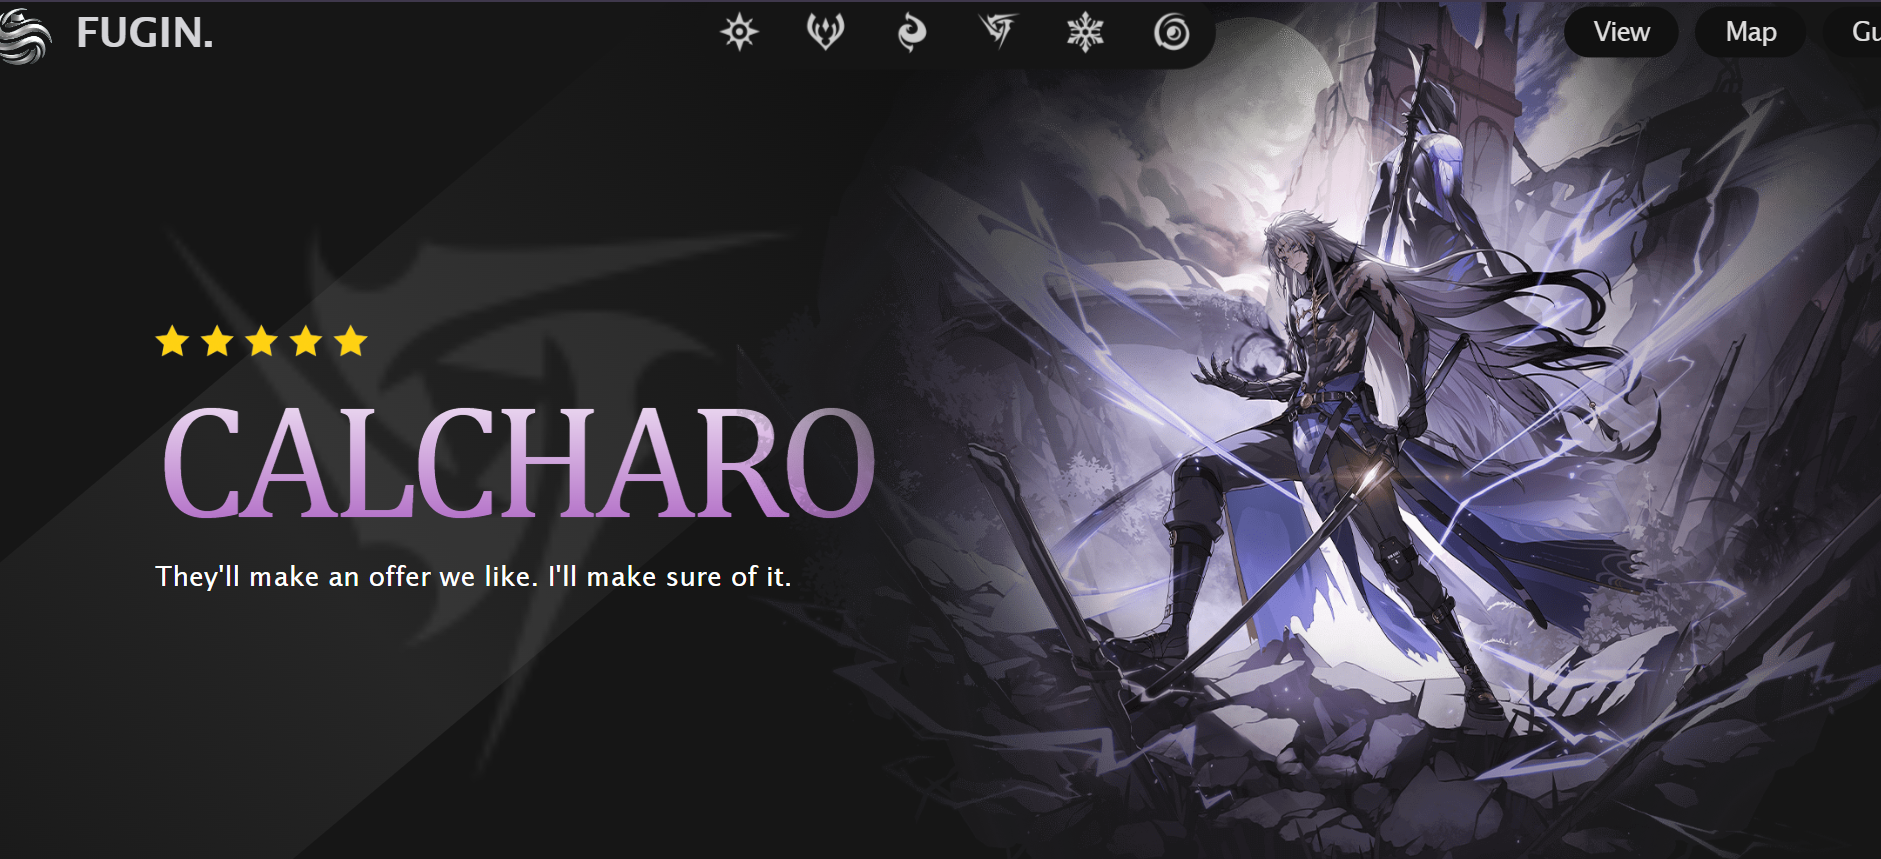 FUGIN.
View
Map
Gu
CALCHARO
They'll make an offer we like. I'll make sure of it.